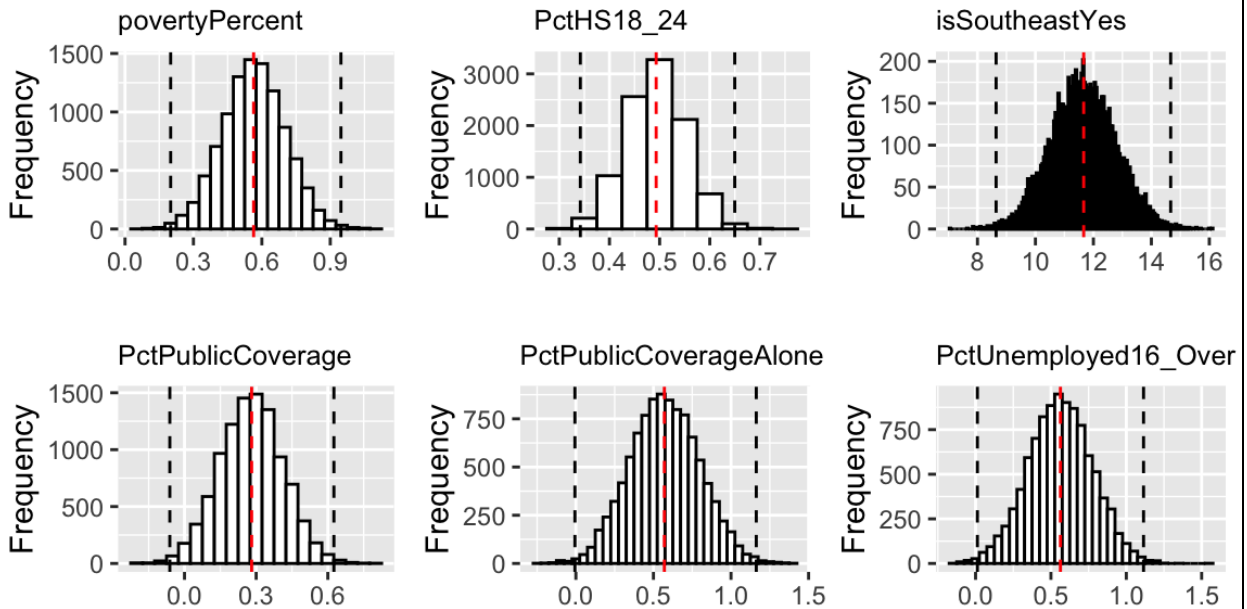 povertyPercent
PctHS18_24
isSoutheastYes
Frequency
1500
1000
500
0
0.0 0.3 0.6 0.9
Frequency
3000
2000
1000
0
0.3 0.4 0.5 0.6 0.7
Frequency
200
150
100
50
0
8 10 12 14 16
PctPublicCoverage
PctPublicCoverageAlone
PctUnemployed16_Over
Frequency
1500
1000
500
0
0.0 0.3 0.6
Frequency
750
500
250
0
0.0 0.5 1.0 1.5
Frequency
750
500
250
0
0.0 0.5 1.0 1.5